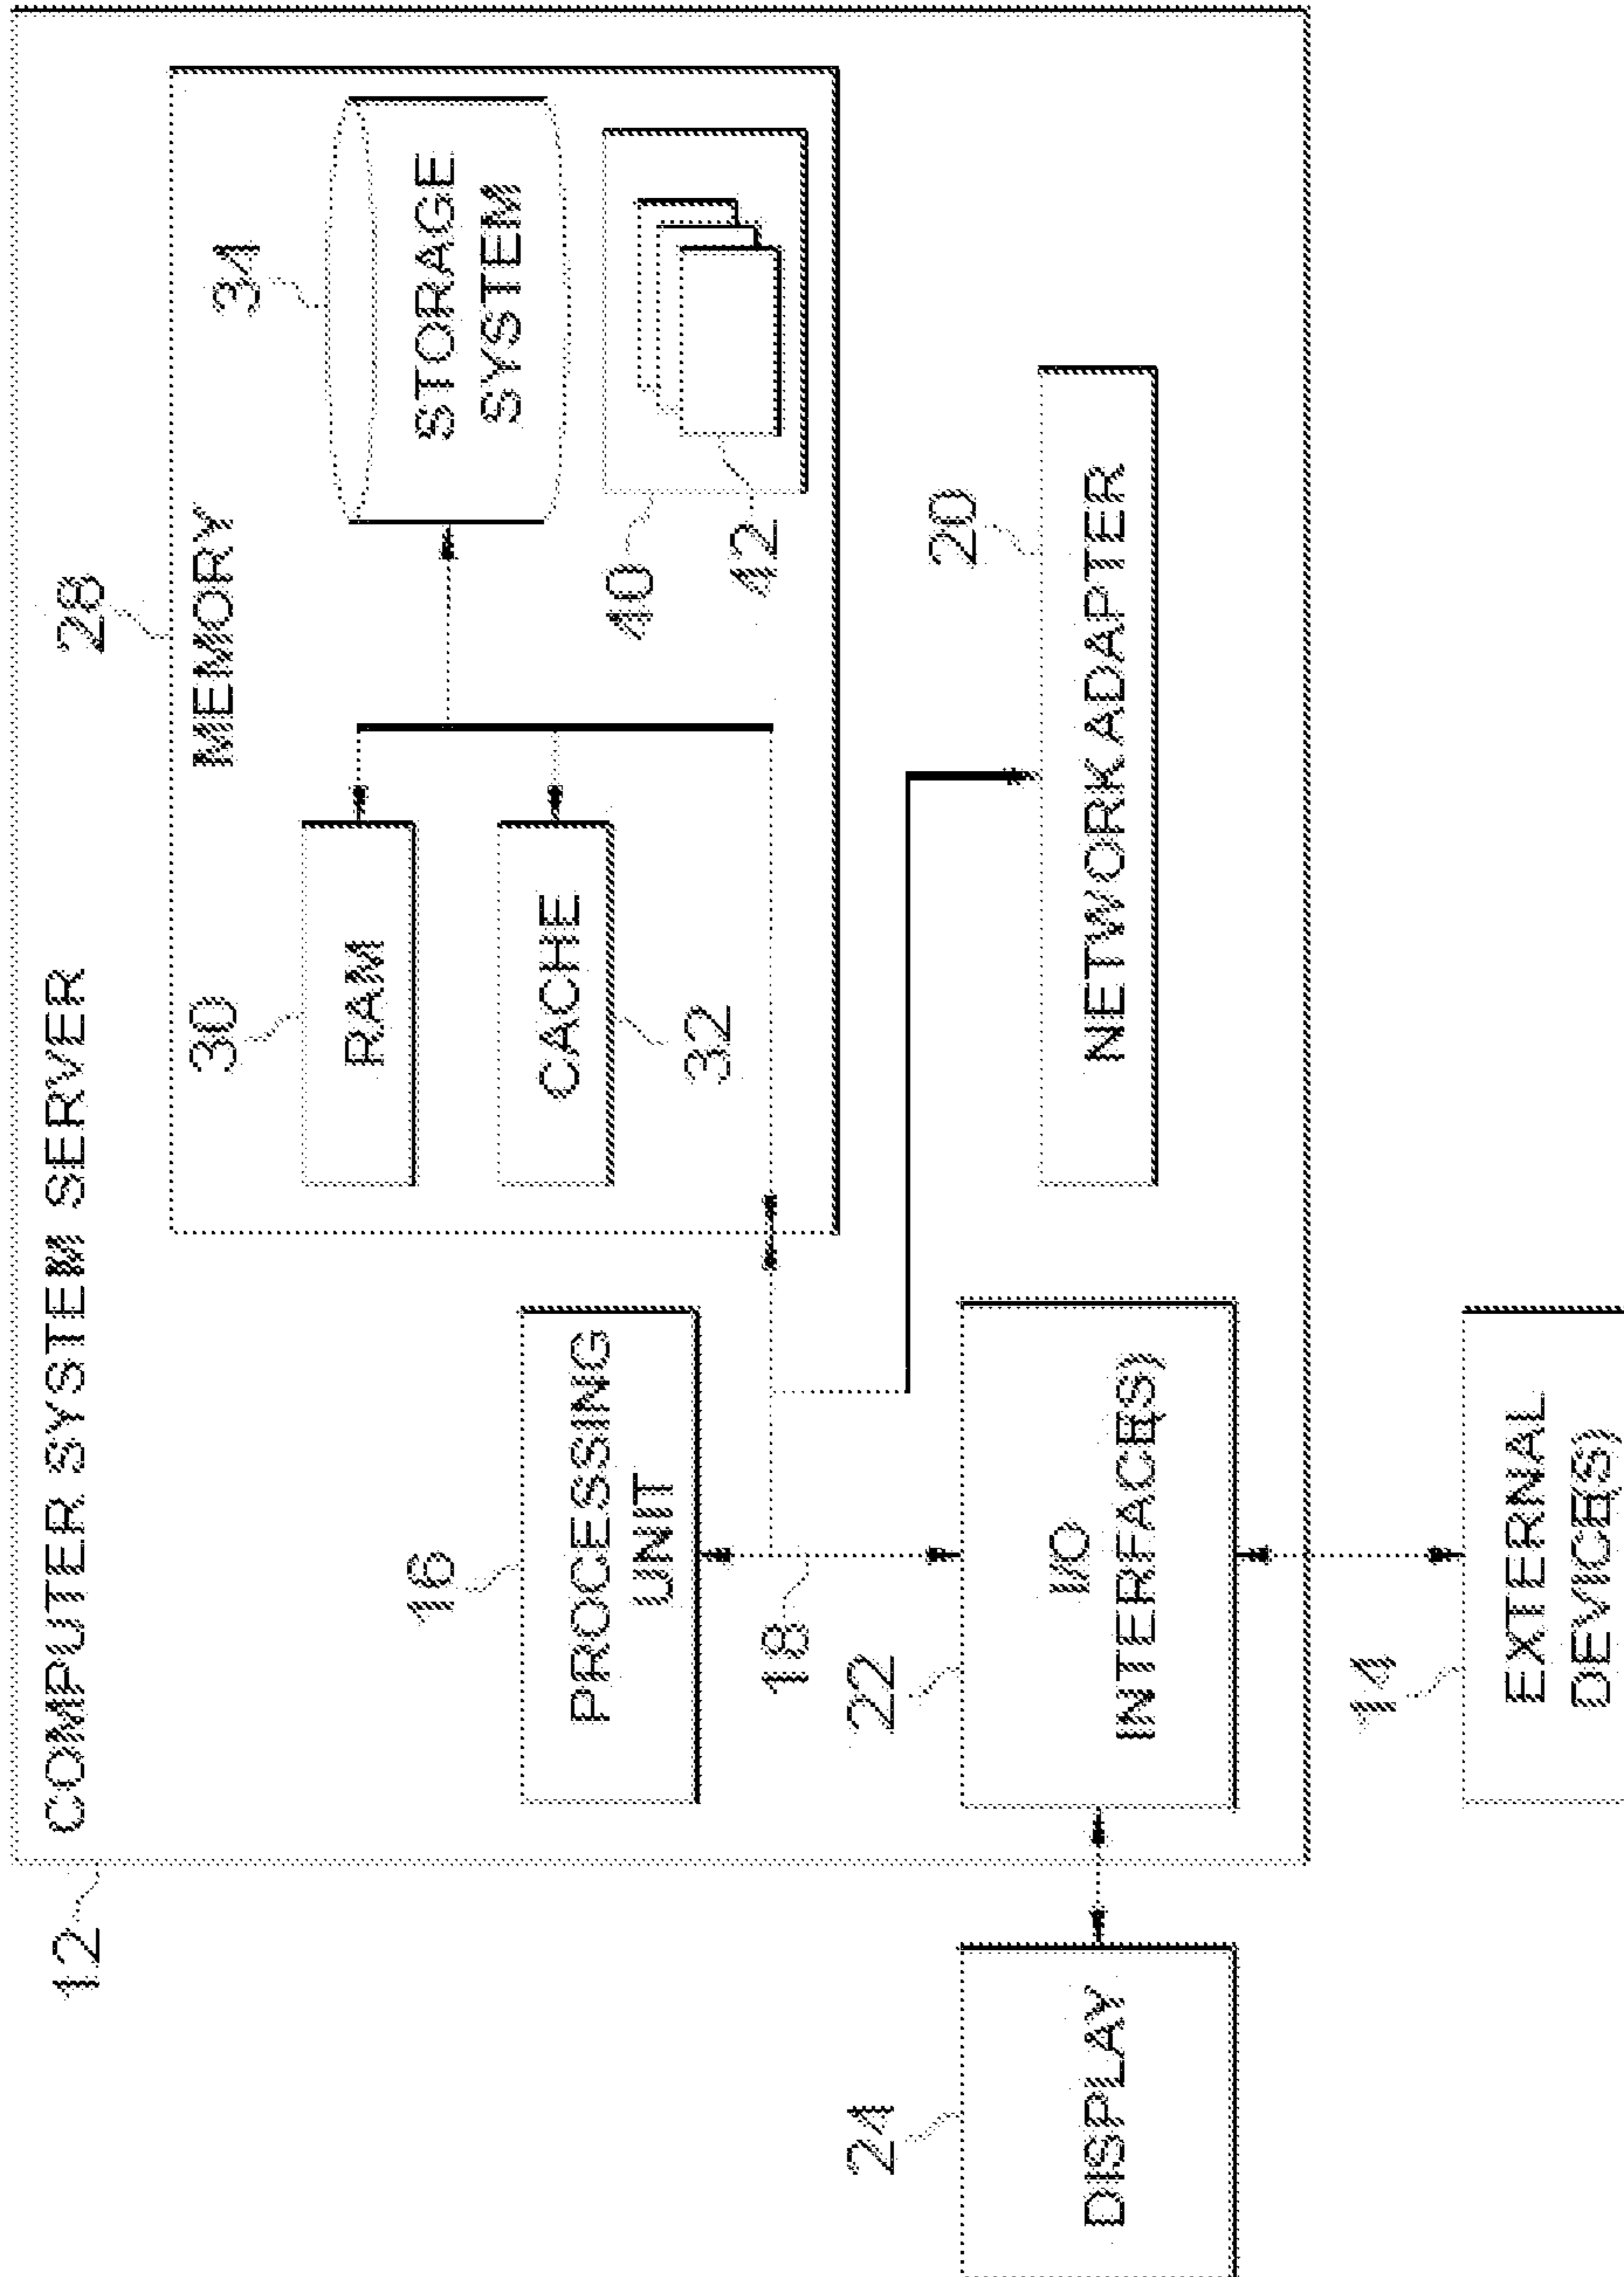 12
COMPUTER SYSTEM SERVER
28
MEMORY
30
RAM
34
STORAGE
SYSTEM
16
PROCESSING
UNIT
CACHE
32
40
42
18
24
DISPLAY
22
I/O
INTERFACE(S)
20
NETWORK ADAPTER
14
EXTERNAL
DEVICE(S)